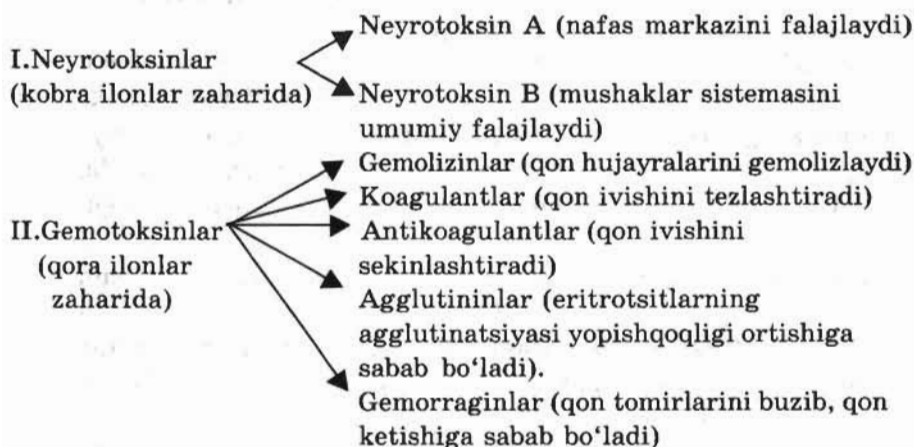 Neyrotoksin A (nafas markazini falajlaydi)
I.Neyrotoksinlar
(kobra ilonlar zaharida)
Neyrotoksin B (mushaklar sistemasini
umumiy falajlaydi)
Gemolizinlar (qon hujayralarini gemolizlaydi)
Koagulantlar (qon ivishini tezlashtiradi)
II.Gemotoksinlar
(qora ilonlar
zaharida)
Antikoagulantlar (qon ivishini
sekinlashtiradi)
Agglutininlar (eritrotsitlarning
agglutinatsiyasi yopishqoqligi ortishiga
sabab bo‘ladi).
Gemorraginlar (qon tomirlarini buzib, qon
ketishiga sabab bo‘ladi)